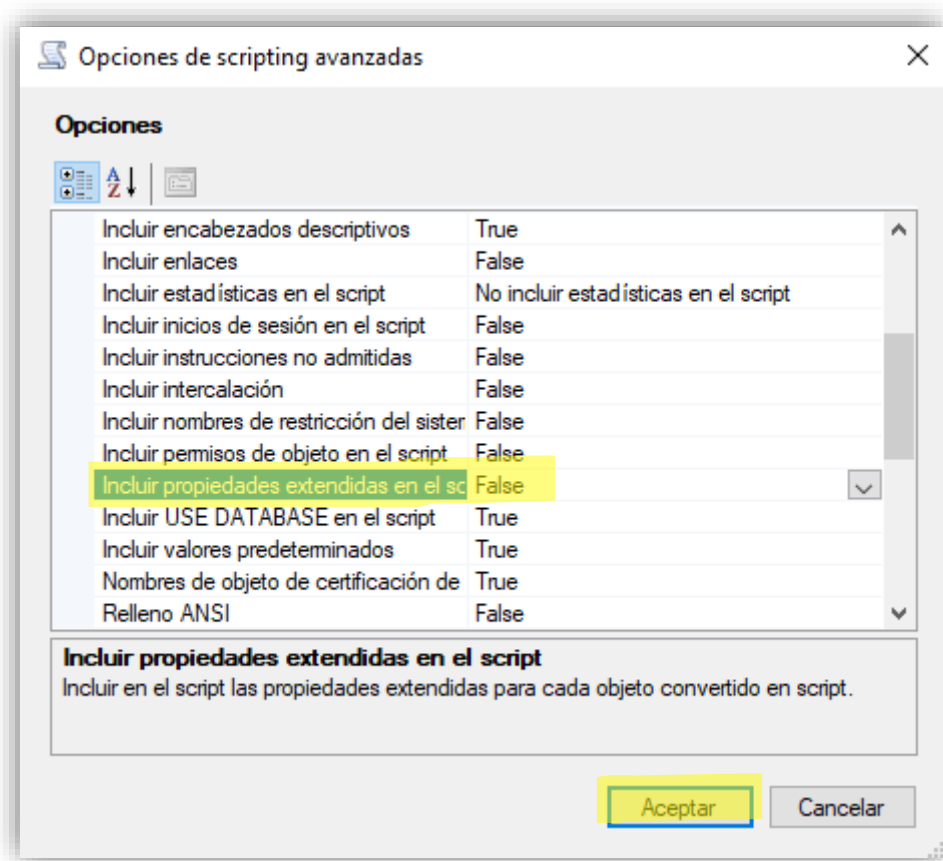 Opciones de scripting avanzadas
Opciones
Incluir encabezados descriptivos True
Incluir enlaces False
Incluir estadísticas en el script No incluir estadísticas en el script
Incluir inicios de sesión en el script False
Incluir instrucciones no admitidas False
Incluir intercalación False
Incluir nombres de restricción del sister False
Incluir permisos de objeto en el script False
Incluir propiedades extendidas en el sc False
Incluir USE DATABASE en el script True
Incluir valores predeterminados True
Nombres de objeto de certificación de True
Relleno ANSI False
Incluir propiedades extendidas en el script
Incluir en el script las propiedades extendidas para cada objeto convertido en script.
Aceptar Cancelar